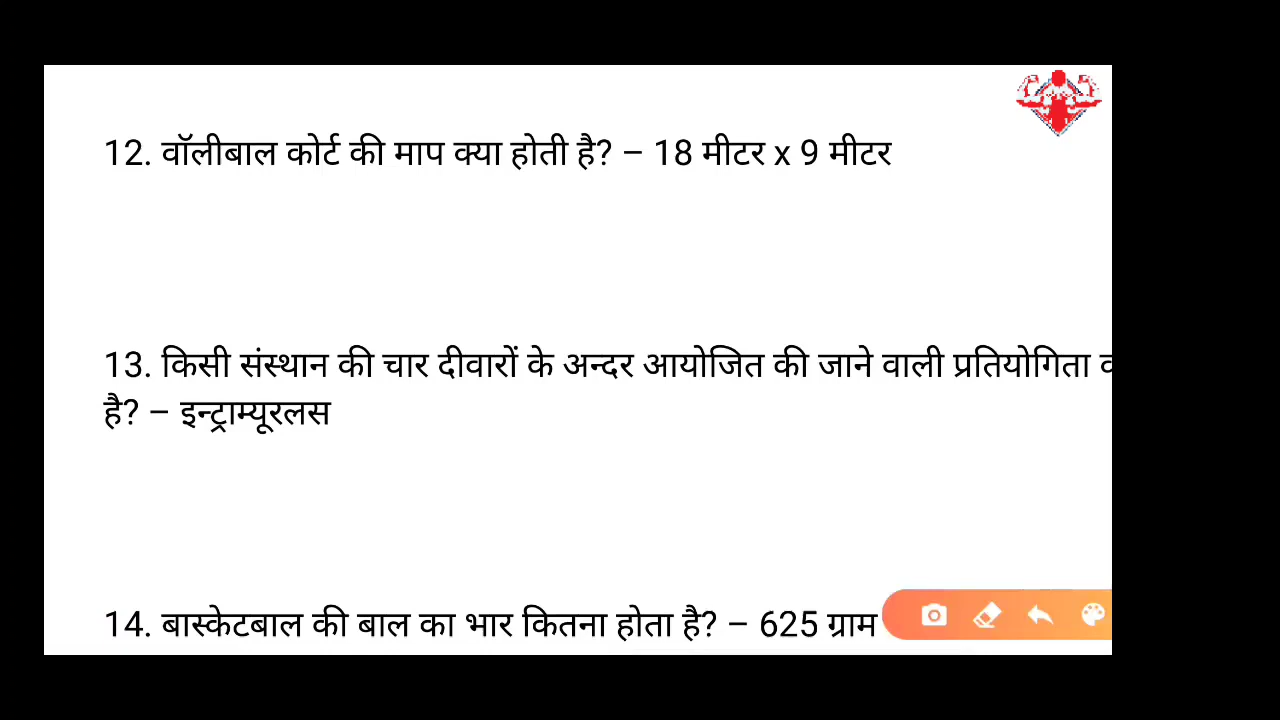 12. वॉलीबाल कोर्ट की माप क्या होती है? – 18 मीटर x 9 मीटर
13. किसी संस्थान की चार दीवारों के अन्दर आयोजित की जाने वाली प्रतियोगिता
है? – इन्ट्राम्यूरलस
14. बास्केटबाल की बाल का भार कितना होता है? – 625 ग्राम